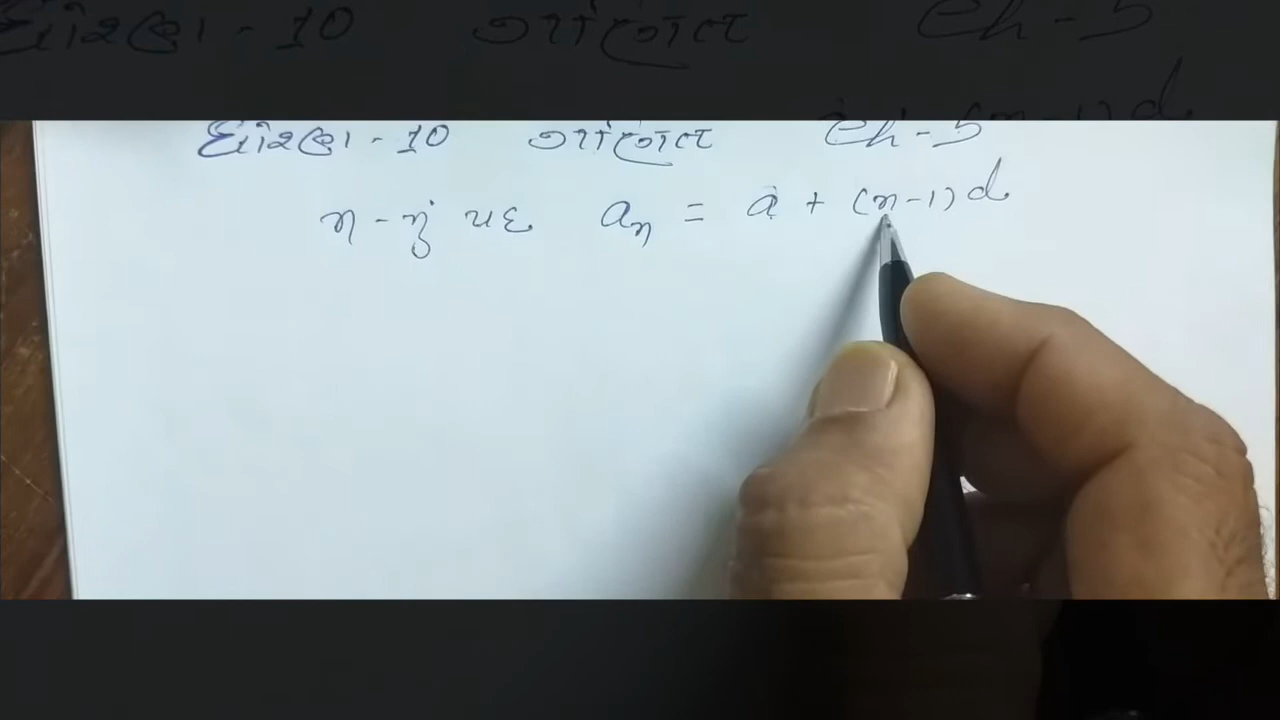 ધોરણ - 10 ગણિત Ch - 5
n - નું પદ aₙ = a + (n-1) d